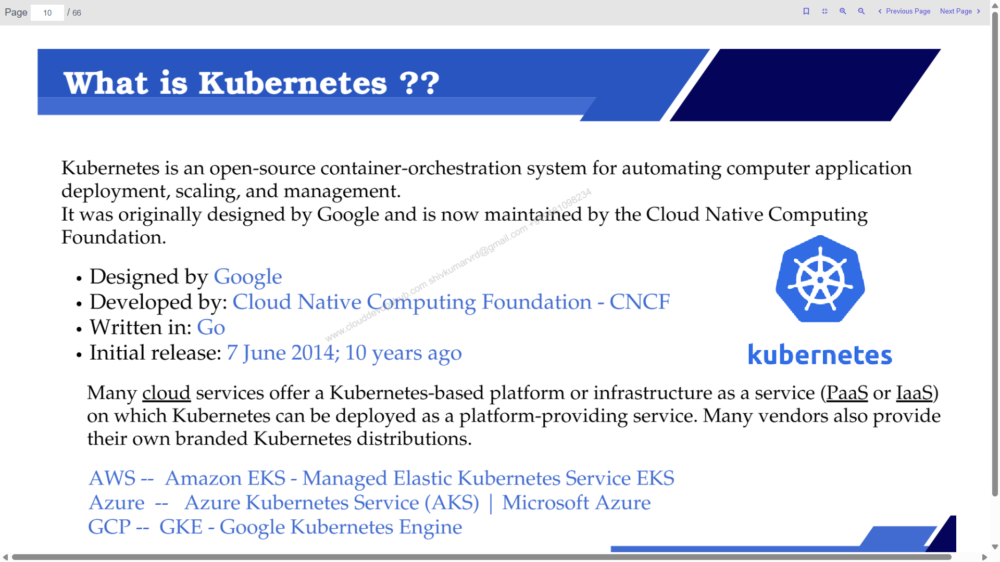 Page 10 / 66
Previous Page Next Page
What is Kubernetes ??
Kubernetes is an open-source container-orchestration system for automating computer application
deployment, scaling, and management.
It was originally designed by Google and is now maintained by the Cloud Native Computing
Foundation.
• Designed by Google
• Developed by: Cloud Native Computing Foundation - CNCF
• Written in: Go
• Initial release: 7 June 2014; 10 years ago
kubernetes
Many cloud services offer a Kubernetes-based platform or infrastructure as a service (PaaS or IaaS)
on which Kubernetes can be deployed as a platform-providing service. Many vendors also provide
their own branded Kubernetes distributions.
AWS -- Amazon EKS - Managed Elastic Kubernetes Service EKS
Azure -- Azure Kubernetes Service (AKS) | Microsoft Azure
GCP -- GKE - Google Kubernetes Engine
www.clouddevopshub.com shivkumarvrd@gmail.com